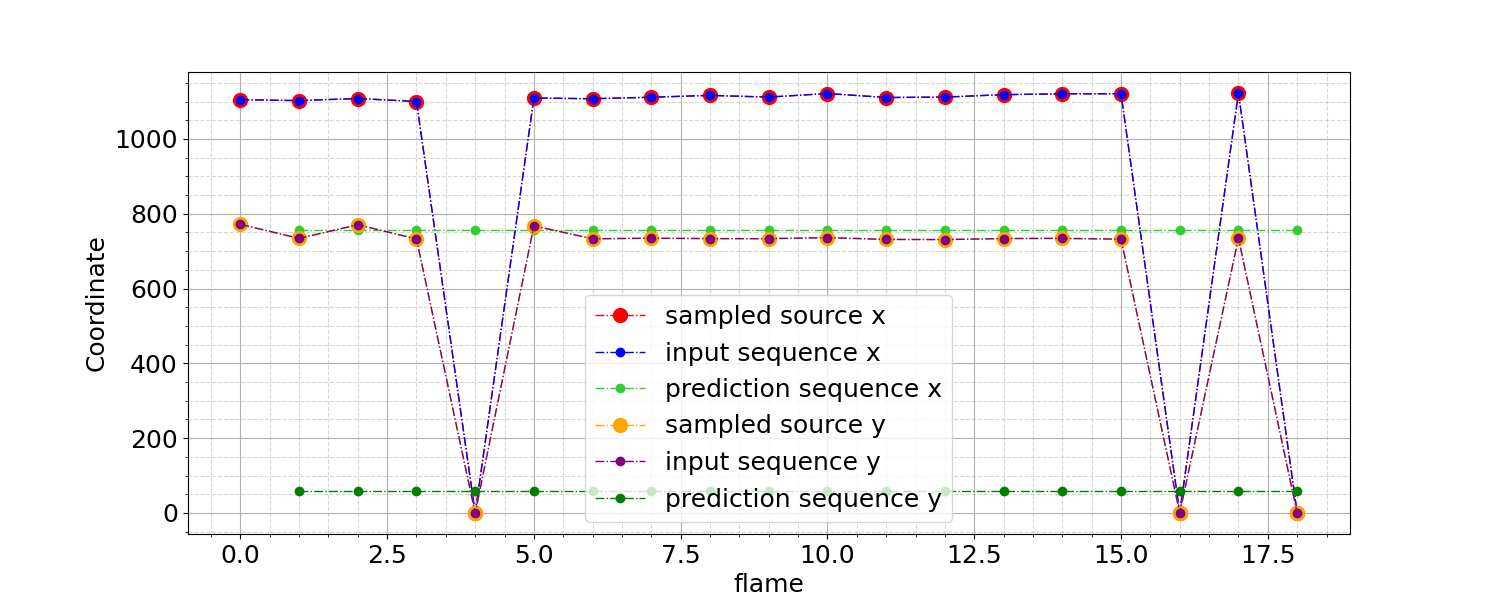 1000
800
600
400
200
0
Coordinate
sampled source x
input sequence x
prediction sequence x
sampled source y
input sequence y
prediction sequence y
0.0 2.5 5.0 7.5 10.0 12.5 15.0 17.5
flame